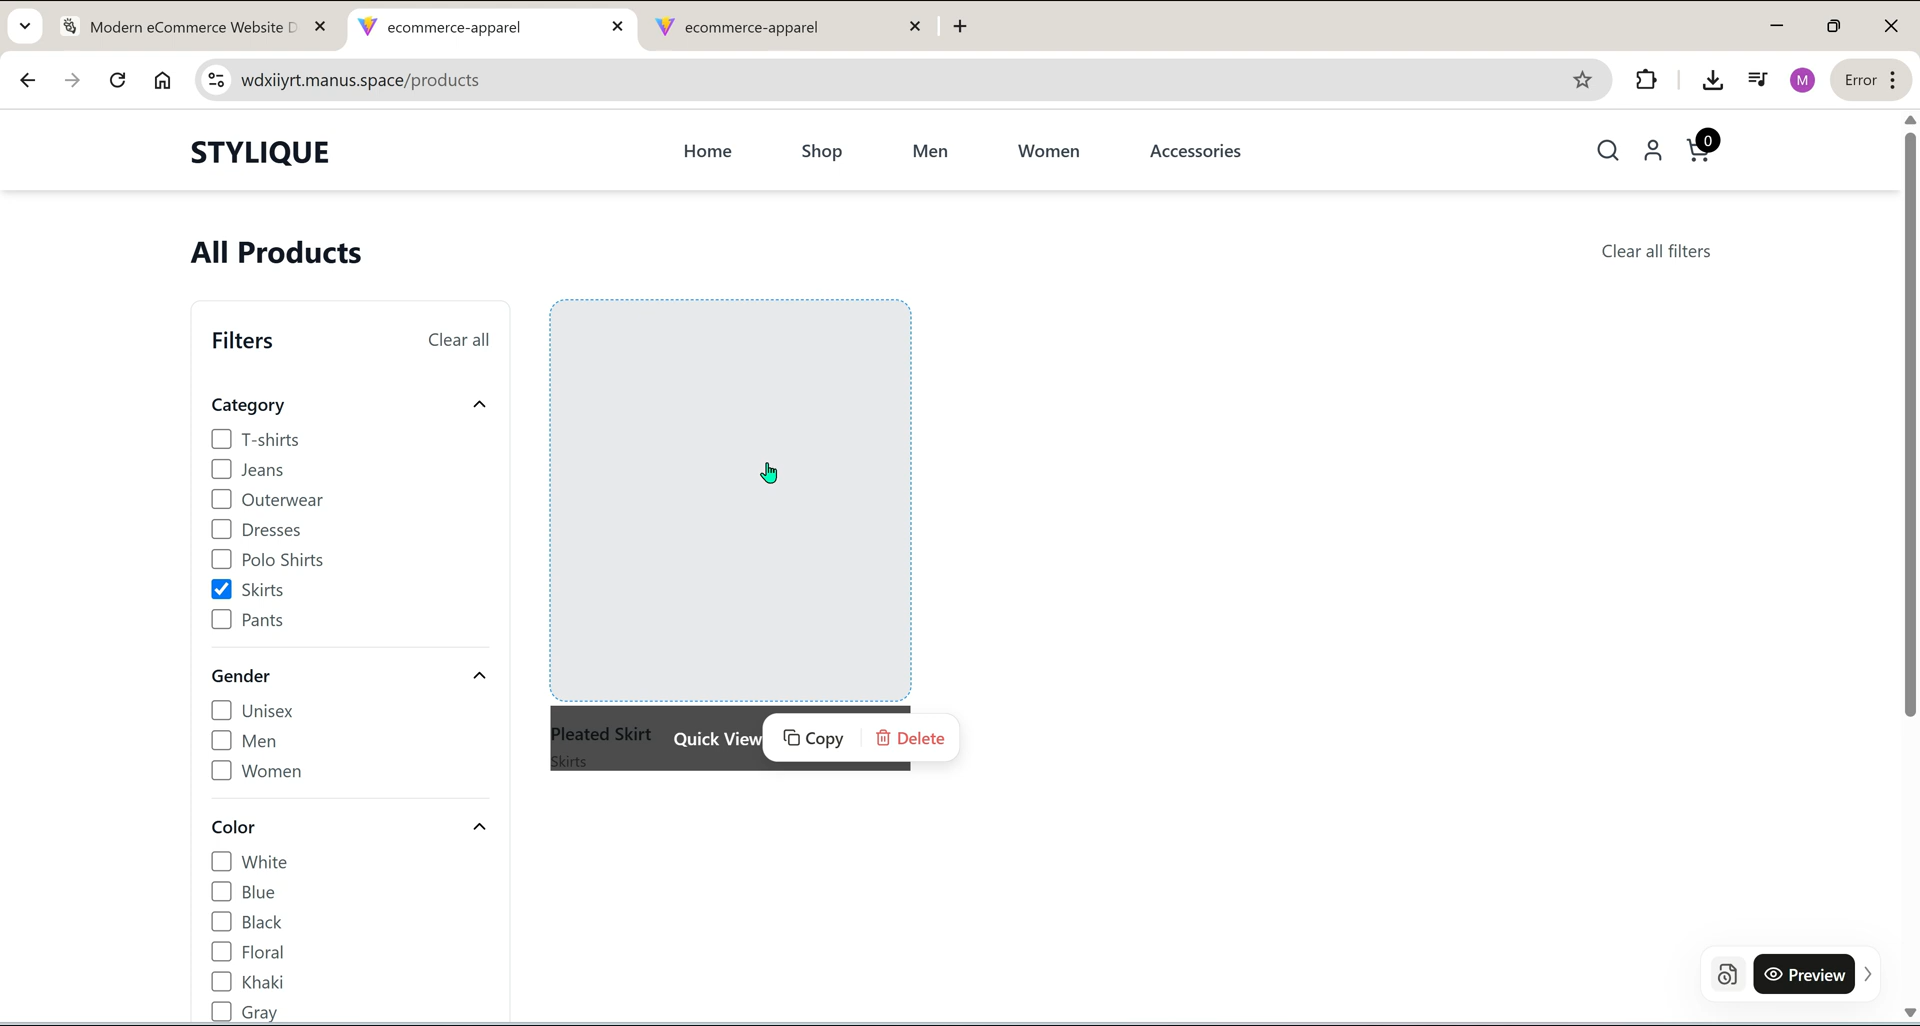 Modern eCommerce Website D
ecommerce-apparel
ecommerce-apparel
wdxiiyrt.manus.space/products
M
Error
STYLIQUE
Home
Shop
Men
Women
Accessories
0
All Products
Clear all filters
Filters
Clear all
Category
T-shirts
Jeans
Outerwear
Dresses
Polo Shirts
Skirts
Pants
Gender
Unisex
Men
Women
Color
White
Blue
Black
Floral
Khaki
Gray
Pleated Skirt
Skirts
Quick View
Copy
Delete
Preview